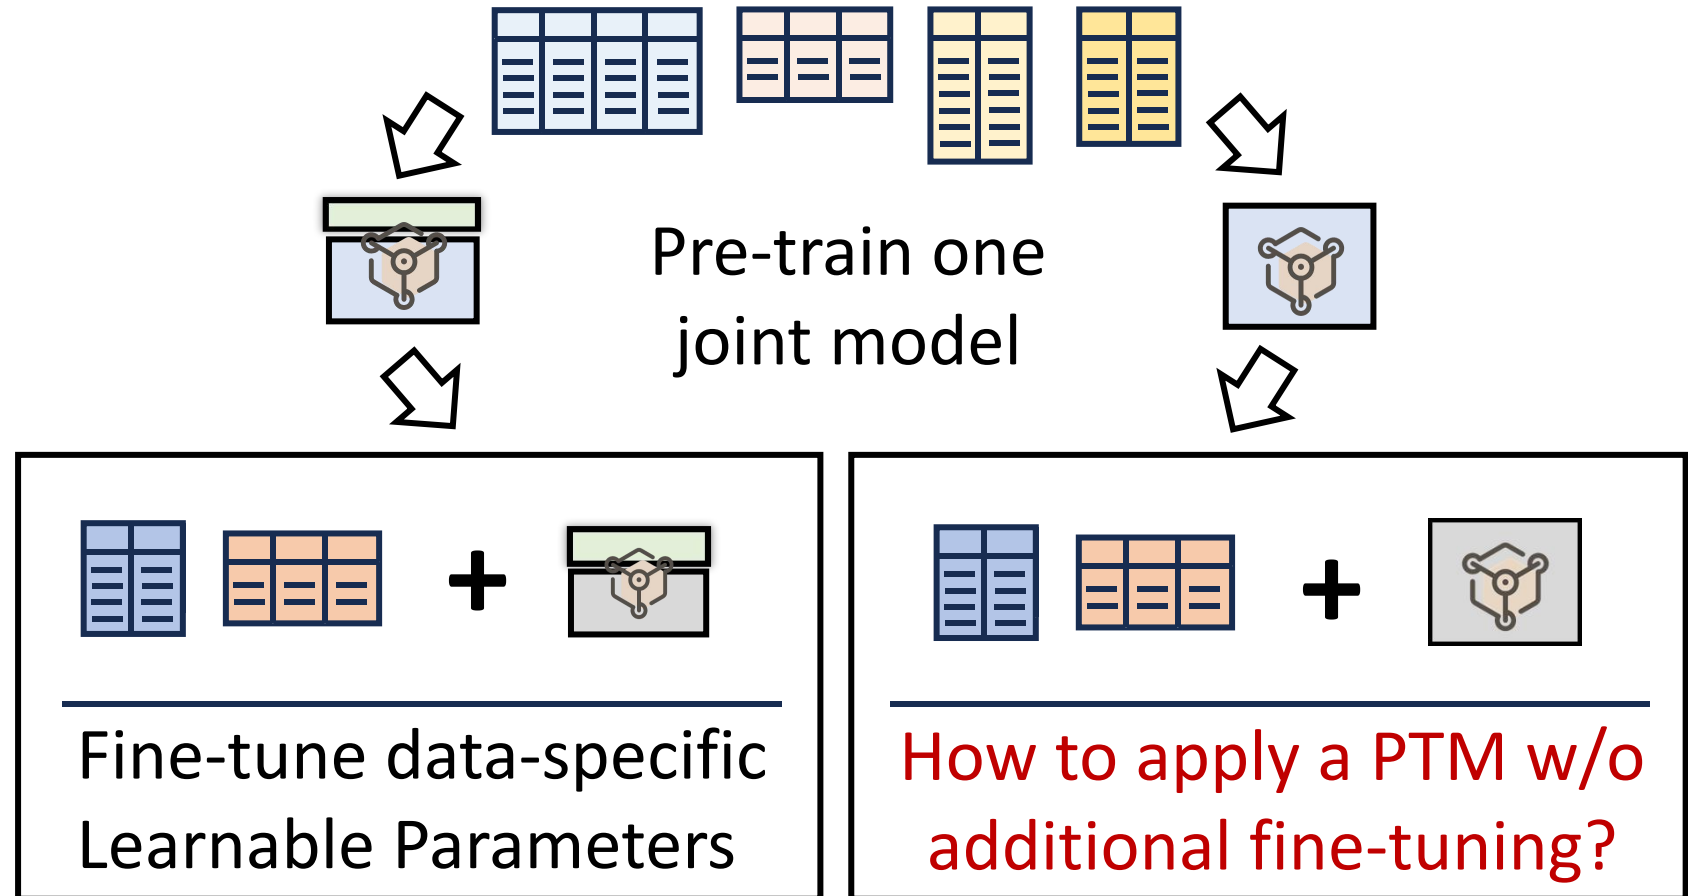 Pre-train one
joint model
Fine-tune data-specific
Learnable Parameters
How to apply a PTM w/o
additional fine-tuning?